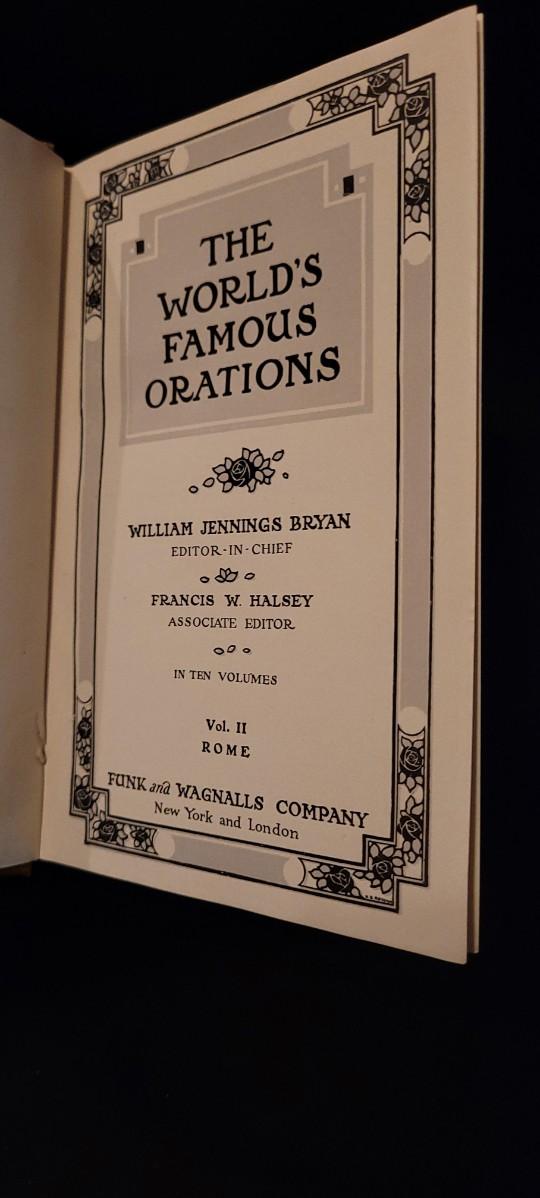 THE
WORLD'S
FAMOUS
ORATIONS
WILLIAM JENNINGS BRYAN
EDITOR-IN-CHIEF
FRANCIS W. HALSEY
ASSOCIATE EDITOR
IN TEN VOLUMES
Vol. II
ROME
FUNK and WAGNALLS COMPANY
New York and London